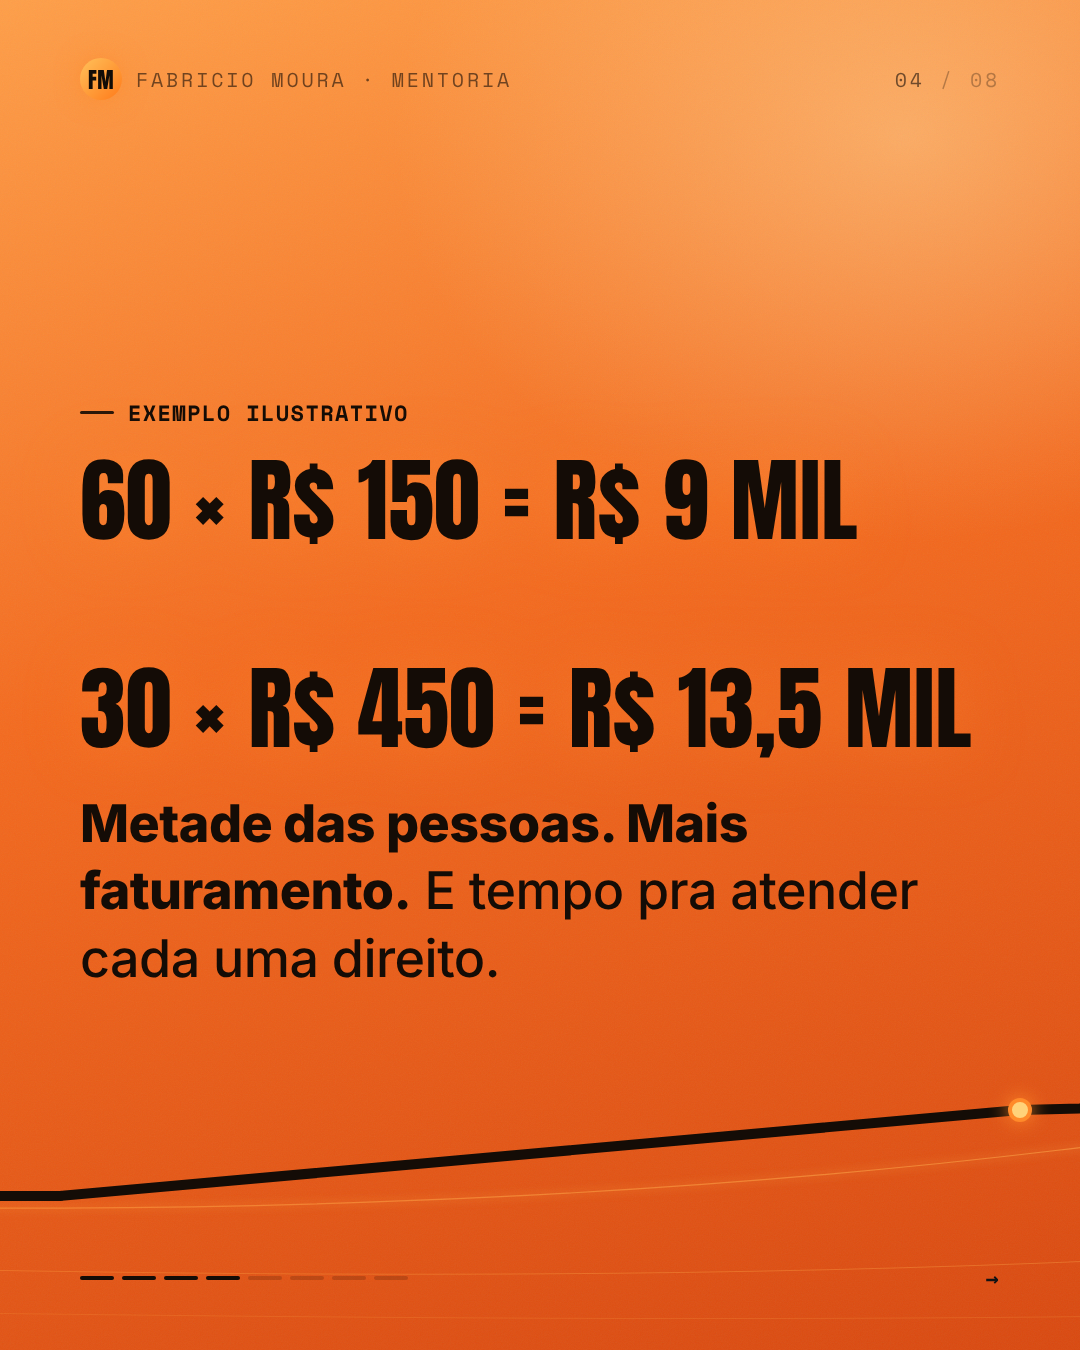 FM FABRICIO MOURA · MENTORIA 04 / 08
EXEMPLO ILUSTRATIVO
60 × R$ 150 = R$ 9 MIL
30 × R$ 450 = R$ 13,5 MIL
Metade das pessoas. Mais
faturamento. E tempo pra atender
cada uma direito.
→